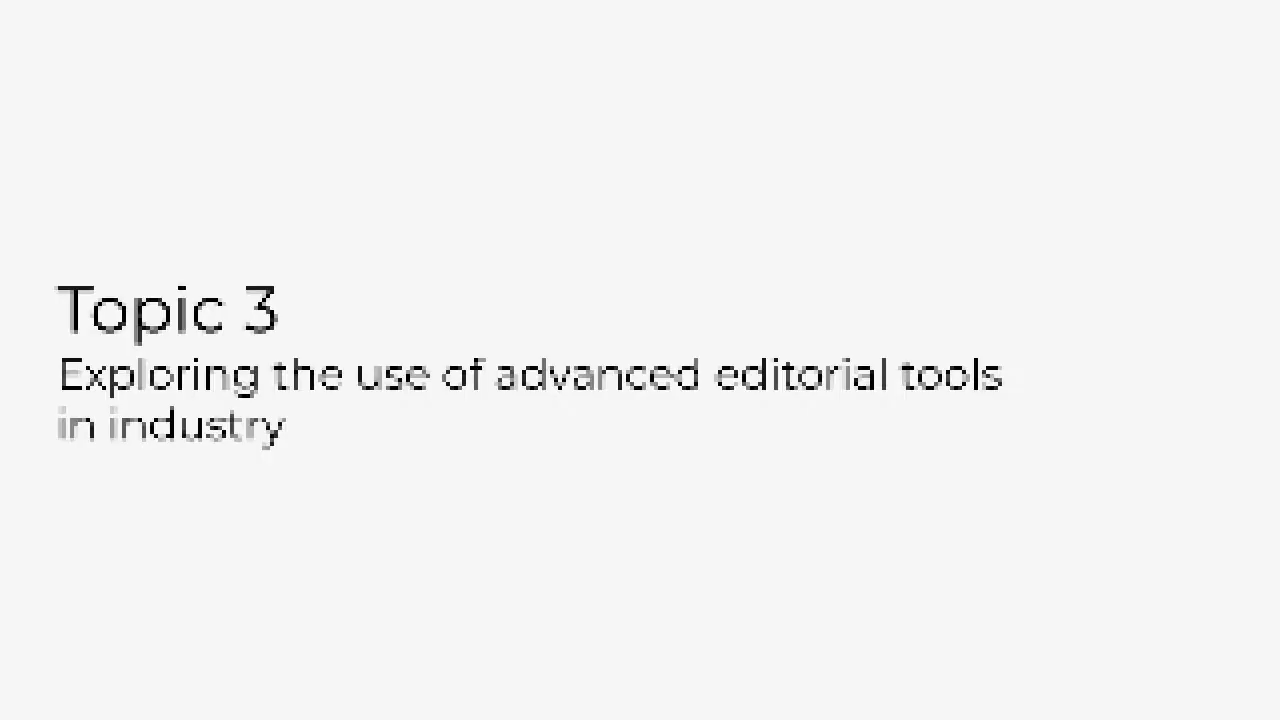 Topic 3
Exploring the use of advanced editorial tools
in industry